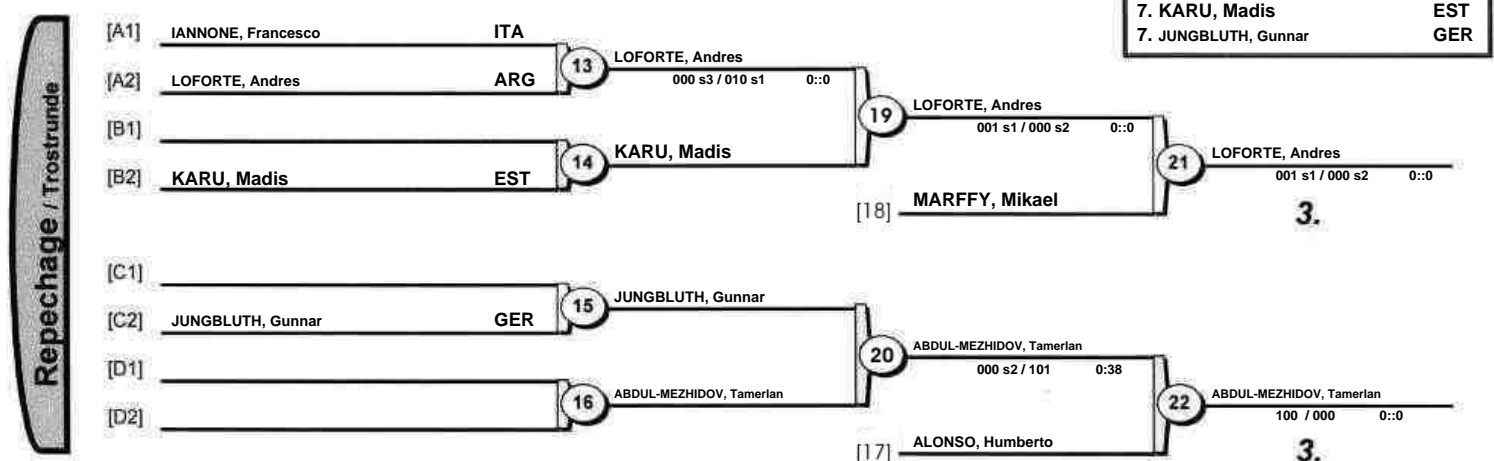 7. KARU, Madis EST
7. JUNGBLUTH, Gunnar GER
Repechage / Trostrunde
[A1] IANNONE, Francesco ITA
13 LOFORTE, Andres
000 s3 / 010 s1 0::0
[A2] LOFORTE, Andres ARG
19 LOFORTE, Andres
001 s1 / 000 s2 0::0
[B1]
14 KARU, Madis
[B2] KARU, Madis EST
21 LOFORTE, Andres
001 s1 / 000 s2 0::0
[18] MARFFY, Mikael
3.
[C1]
15 JUNGBLUTH, Gunnar
[C2] JUNGBLUTH, Gunnar GER
20 ABDUL-MEZHIDOV, Tamerlan
000 s2 / 101 0:38
[D1]
16 ABDUL-MEZHIDOV, Tamerlan
[D2]
22 ABDUL-MEZHIDOV, Tamerlan
100 / 000 0::0
[17] ALONSO, Humberto
3.